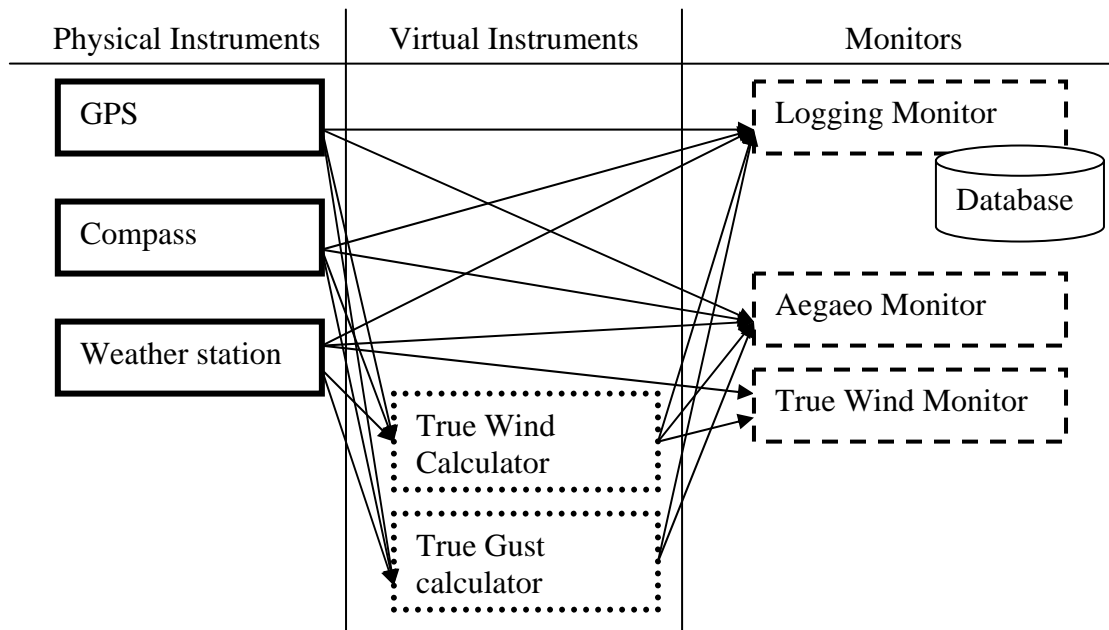 Physical Instruments
Virtual Instruments
Monitors
GPS
Compass
Weather station
True Wind
Calculator
True Gust
calculator
Logging Monitor
Database
Aegaeo Monitor
True Wind Monitor